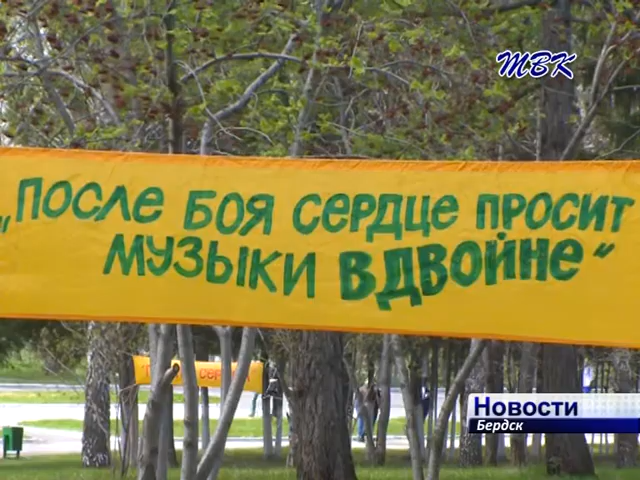 ТВК
„ПОСЛЕ БОЯ СЕРДЦЕ ПРОСИТ
МУЗЫКИ ВДВОЙНЕ“
Новости
Бердск